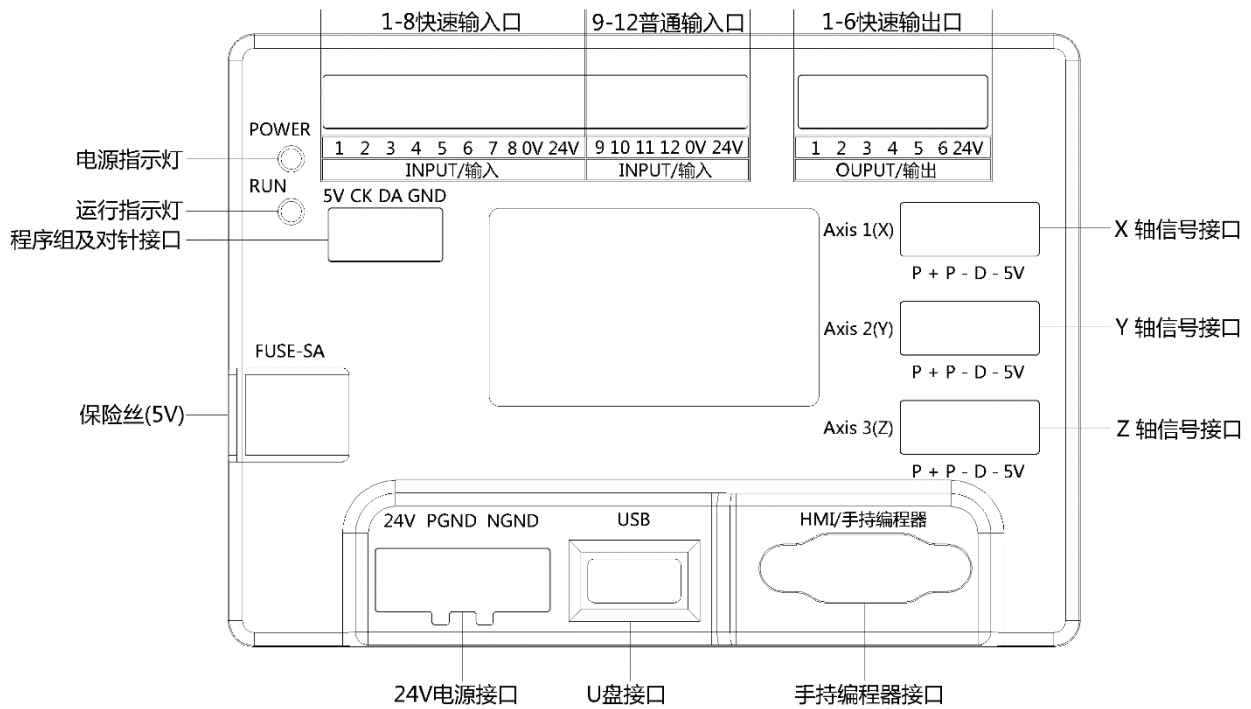 1-8快速输入口 9-12普通输入口 1-6快速输出口
POWER
电源指示灯
1 2 3 4 5 6 7 8 0V 24V 9 10 11 12 0V 24V 1 2 3 4 5 6 24V
INPUT/输入 INPUT/输入 OUPUT/输出
RUN
运行指示灯
5V CK DA GND
程序组及对针接口
Axis 1(X) X 轴信号接口
P + P - D - 5V
Axis 2(Y) Y 轴信号接口
FUSE-SA
P + P - D - 5V
保险丝(5V)
Axis 3(Z) Z 轴信号接口
P + P - D - 5V
24V PGND NGND USB HMI/手持编程器
24V电源接口 U盘接口 手持编程器接口